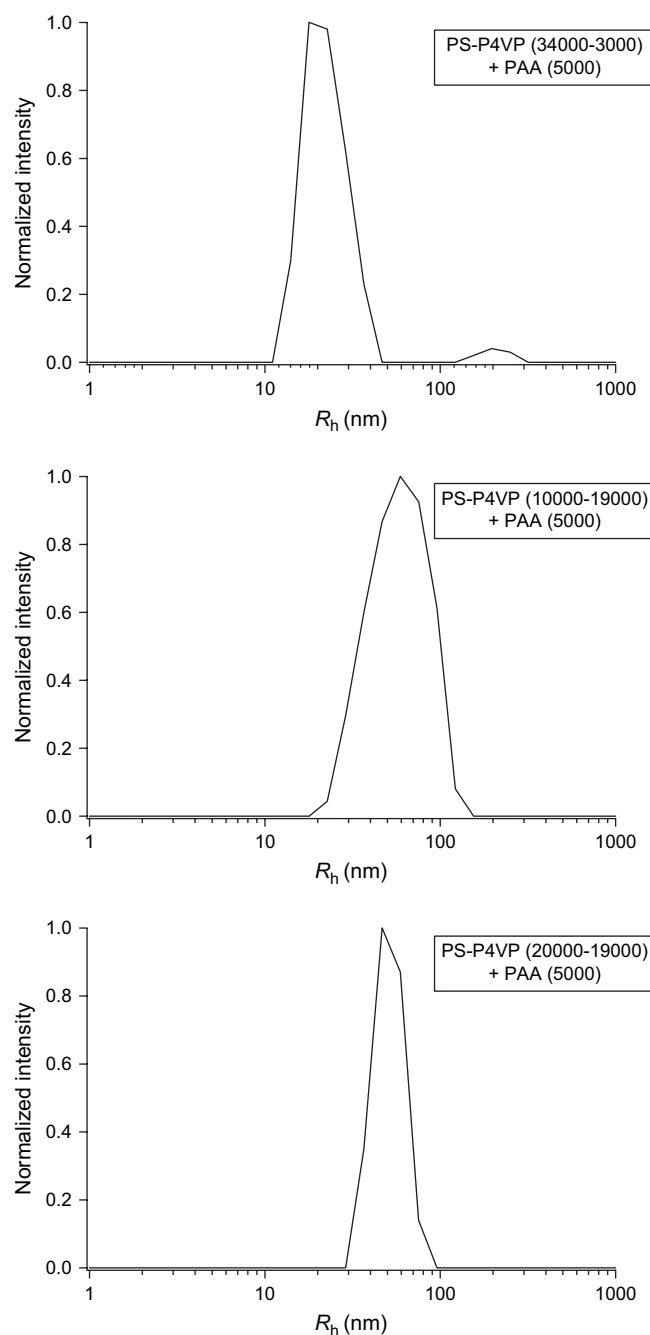 1.0
PS-P4VP (34000-3000)
+ PAA (5000)
0.8
0.6
0.4
0.2
0.0
Normalized intensity
1 10 100 1000
Rh (nm)
1.0
PS-P4VP (10000-19000)
+ PAA (5000)
0.8
0.6
0.4
0.2
0.0
Normalized intensity
1 10 100 1000
Rh (nm)
1.0
PS-P4VP (20000-19000)
+ PAA (5000)
0.8
0.6
0.4
0.2
0.0
Normalized intensity
1 10 100 1000
Rh (nm)